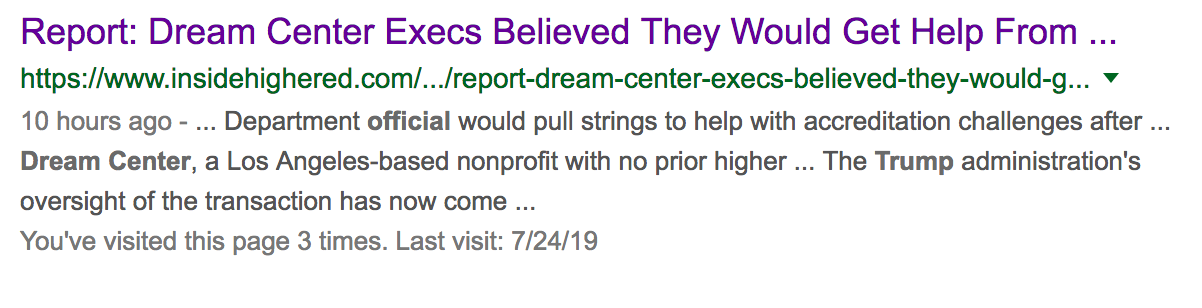 Report: Dream Center Execs Believed They Would Get Help From ...
https://www.insidehighered.com/.../report-dream-center-execs-believed-they-would-g...
10 hours ago - ... Department official would pull strings to help with accreditation challenges after ...
Dream Center, a Los Angeles-based nonprofit with no prior higher ... The Trump administration's
oversight of the transaction has now come ...
You've visited this page 3 times. Last visit: 7/24/19